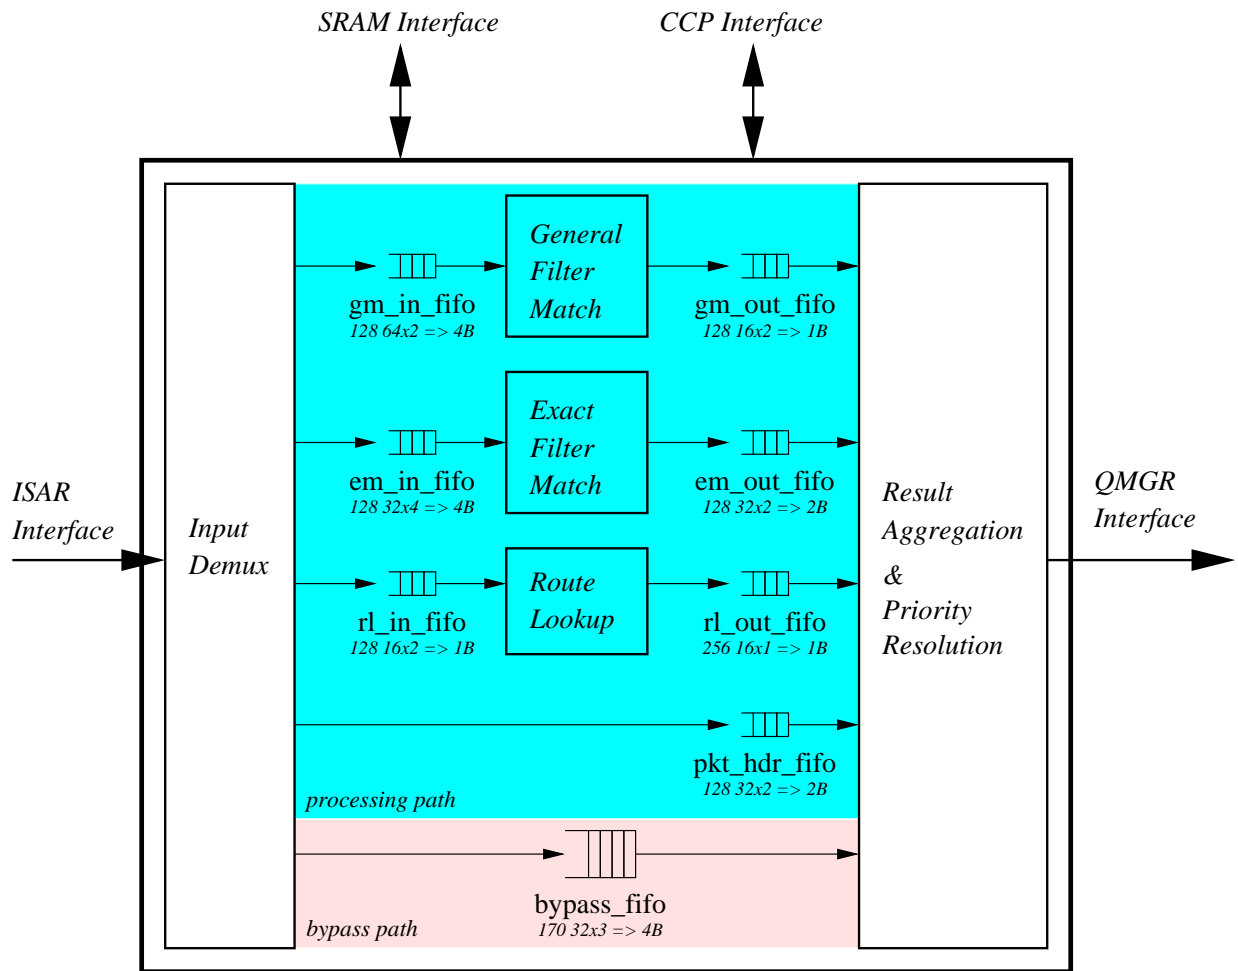 SRAM Interface
CCP Interface
General
Filter
Match
gm_in_fifo
128 64x2 => 4B
gm_out_fifo
128 16x2 => 1B
Exact
Filter
Match
em_in_fifo
128 32x4 => 4B
em_out_fifo
128 32x2 => 2B
ISAR
Interface
Input
Demux
Result
Aggregation
&
Priority
Resolution
QMGR
Interface
Route
Lookup
rl_in_fifo
128 16x2 => 1B
rl_out_fifo
256 16x1 => 1B
pkt_hdr_fifo
128 32x2 => 2B
processing path
bypass_fifo
170 32x3 => 4B
bypass path